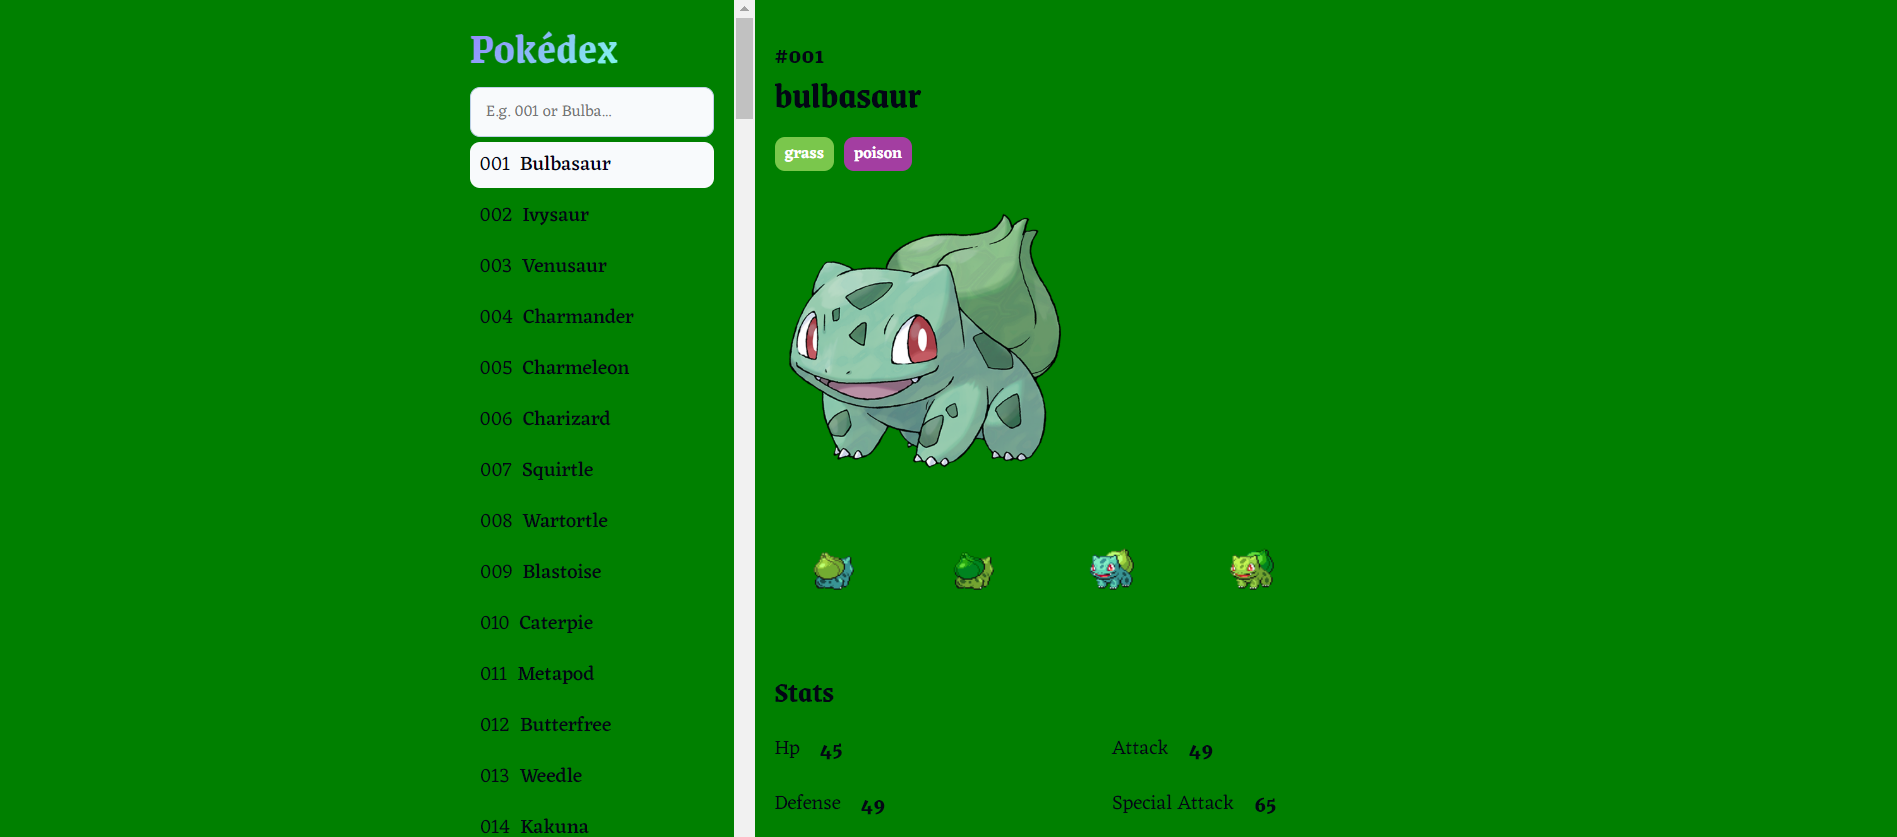 Pokédex
E.g. 001 or Bulba...
001 Bulbasaur
002 Ivysaur
003 Venusaur
004 Charmander
005 Charmeleon
006 Charizard
007 Squirtle
008 Wartortle
009 Blastoise
010 Caterpie
011 Metapod
012 Butterfree
013 Weedle
014 Kakuna
#001
bulbasaur
grass poison
Stats
Hp 45 Attack 49
Defense 49 Special Attack 65